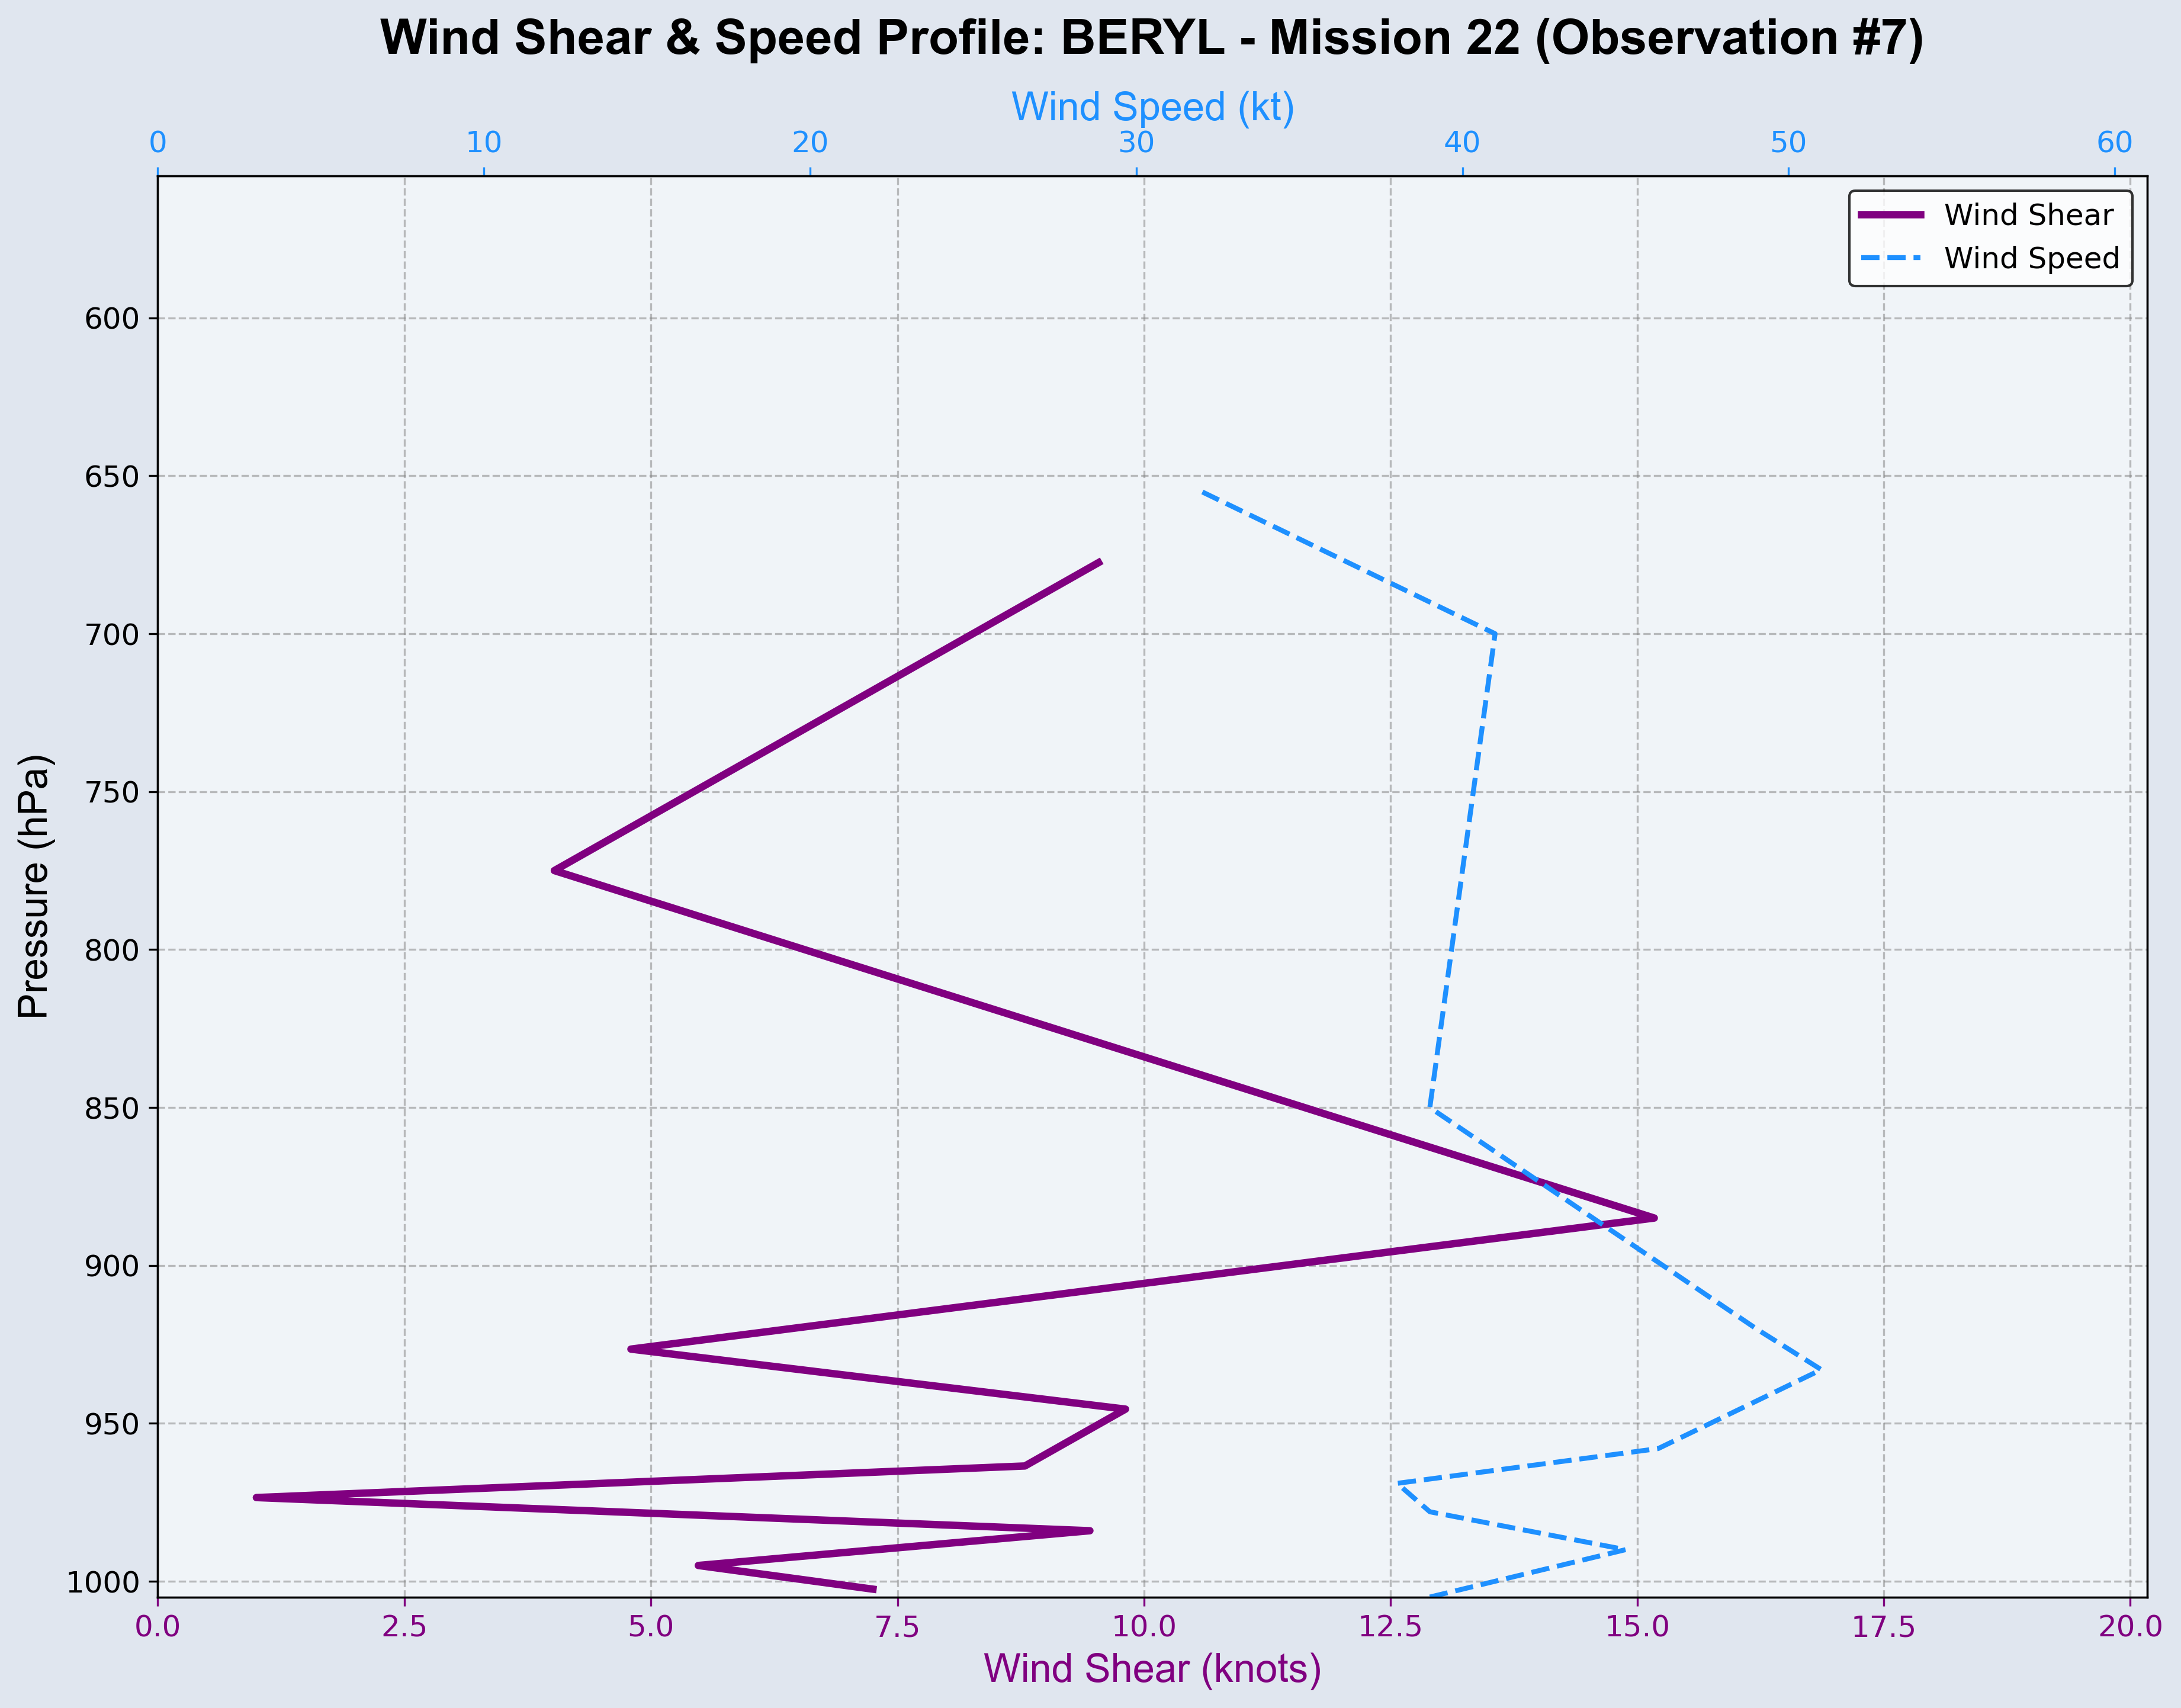 Wind Shear & Speed Profile: BERYL - Mission 22 (Observation #7)
Wind Speed (kt)
0 10 20 30 40 50 60
Wind Shear
Wind Speed
600
650
700
750
800
850
900
950
1000
Pressure (hPa)
0.0 2.5 5.0 7.5 10.0 12.5 15.0 17.5 20.0
Wind Shear (knots)